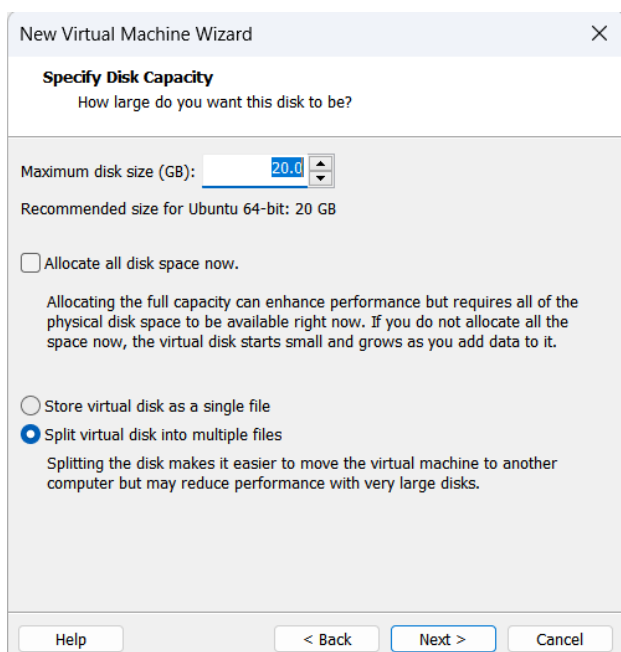 New Virtual Machine Wizard
Specify Disk Capacity
How large do you want this disk to be?
Maximum disk size (GB): 20.0
Recommended size for Ubuntu 64-bit: 20 GB
Allocate all disk space now.
Allocating the full capacity can enhance performance but requires all of the
physical disk space to be available right now. If you do not allocate all the
space now, the virtual disk starts small and grows as you add data to it.
Store virtual disk as a single file
Split virtual disk into multiple files
Splitting the disk makes it easier to move the virtual machine to another
computer but may reduce performance with very large disks.
Help < Back Next > Cancel